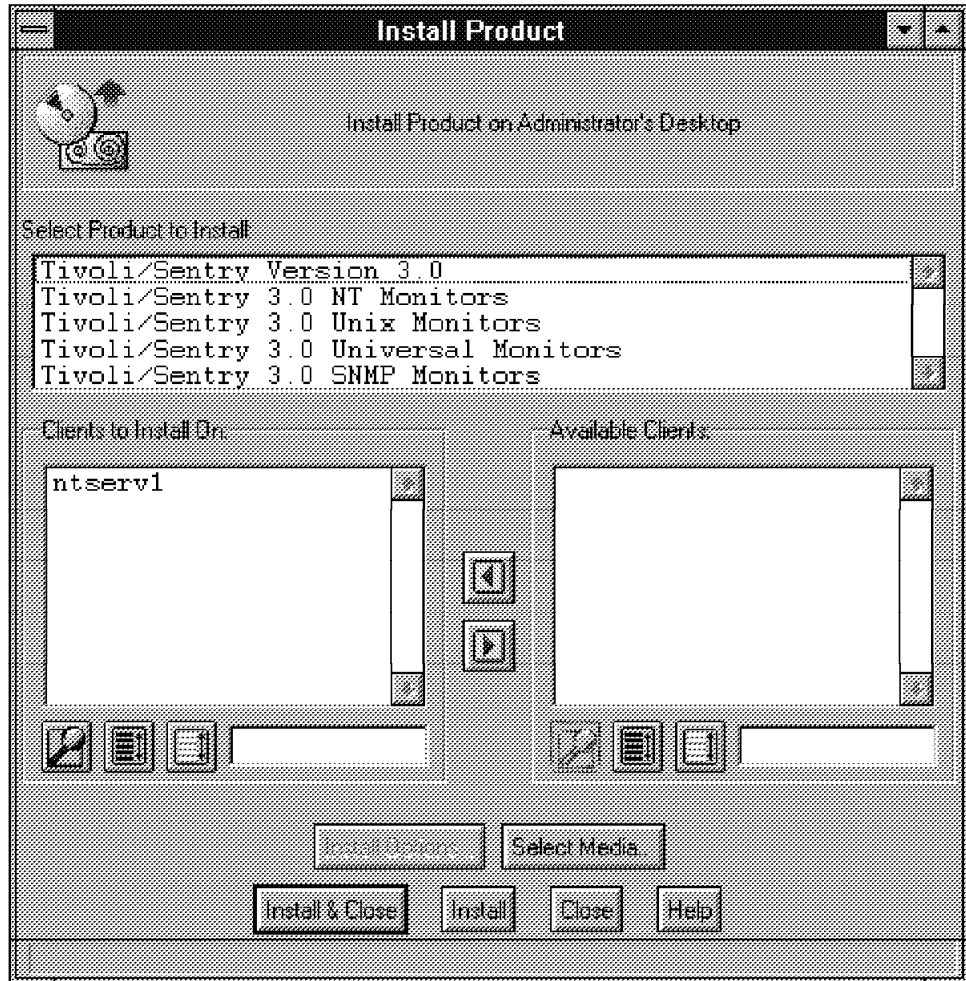 Install Product
Install Product on Administrator's Desktop
Select Product to Install:
Tivoli/Sentry Version 3.0
Tivoli/Sentry 3.0 NT Monitors
Tivoli/Sentry 3.0 Unix Monitors
Tivoli/Sentry 3.0 Universal Monitors
Tivoli/Sentry 3.0 SNMP Monitors
Clients to Install On:
Available Clients:
ntserv1
Install Options...
Select Media...
Install & Close
Install
Close
Help